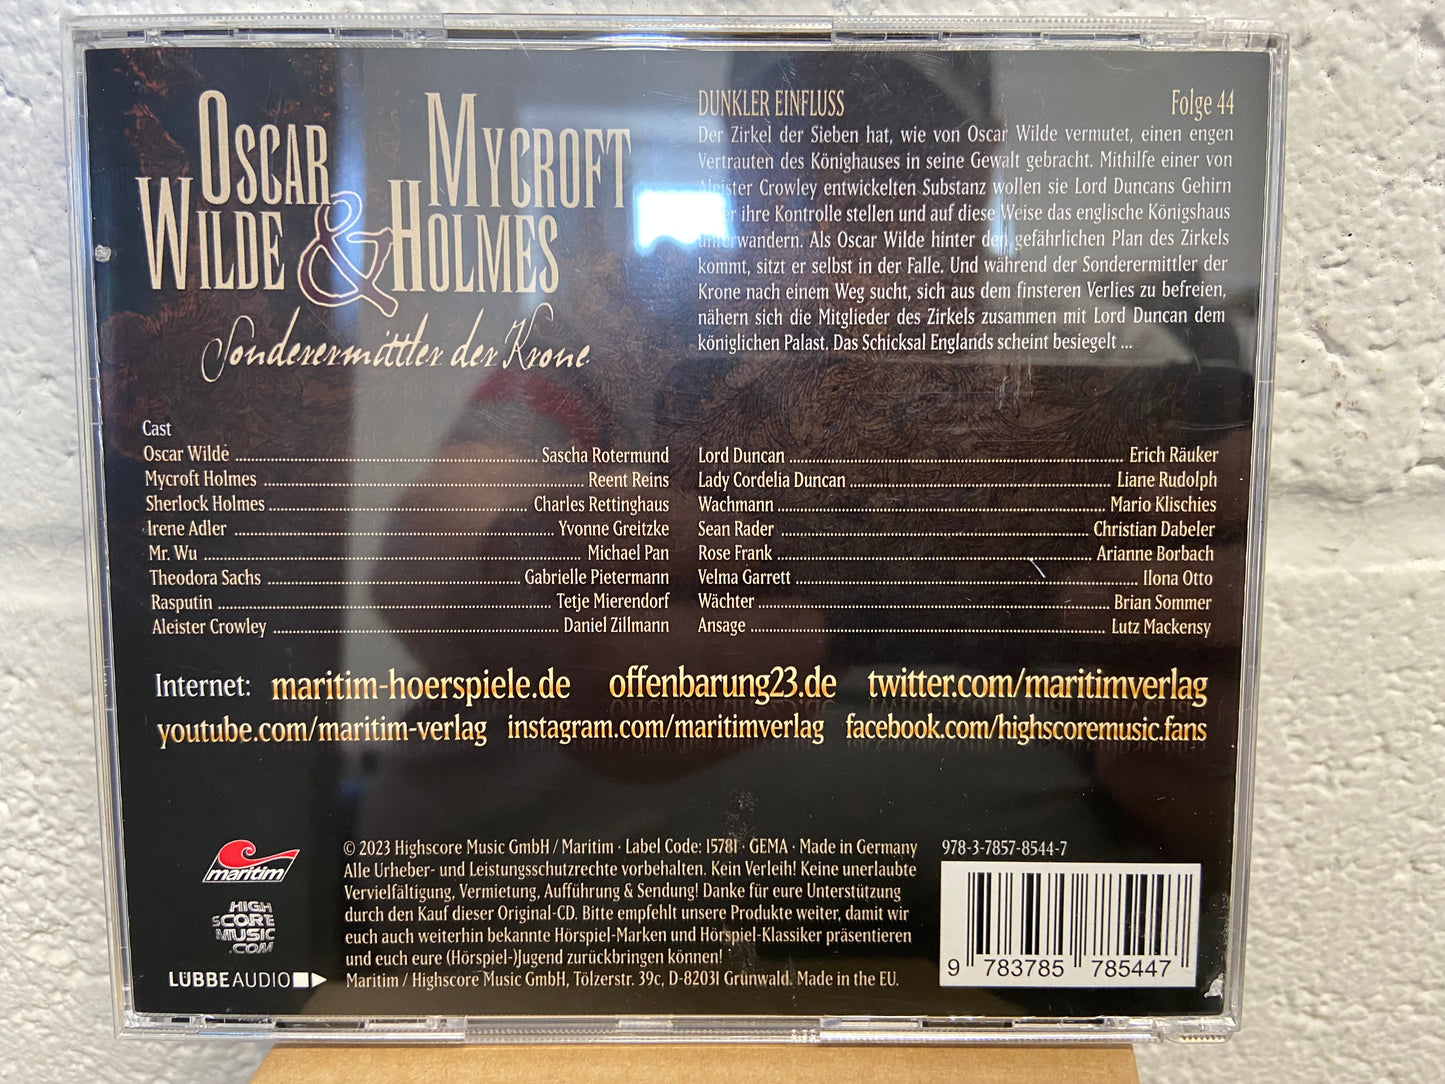 OSCAR WILDE & MYCROFT HOLMES
Sonderermittler der Krone
DUNKLER EINFLUSS
Folge 44
Der Zirkel der Sieben hat, wie von Oscar Wilde vermutet, einen engen
Vertrauten des Könighauses in seine Gewalt gebracht. Mithilfe einer von
Aleister Crowley entwickelten Substanz wollen sie Lord Duncans Gehirn
ihre Kontrolle stellen und auf diese Weise das englische Königshaus
unterwandern. Als Oscar Wilde hinter den gefährlichen Plan des Zirkels
kommt, sitzt er selbst in der Falle. Und während der Sonderermittler der
Krone nach einem Weg sucht, sich aus dem finsteren Verlies zu befreien,
nähern sich die Mitglieder des Zirkels zusammen mit Lord Duncan dem
königlichen Palast. Das Schicksal Englands scheint besiegelt ...
Cast
Oscar Wilde Sascha Rotermund
Mycroft Holmes Reent Reins
Sherlock Holmes Charles Rettinghaus
Irene Adler Yvonne Greitzke
Mr. Wu Michael Pan
Theodora Sachs Gabrielle Pietermann
Rasputin Tetje Mierendorf
Aleister Crowley Daniel Zillmann
Lord Duncan Erich Räuker
Lady Cordelia Duncan Liane Rudolph
Wachmann Mario Klischies
Sean Rader Christian Dabeler
Rose Frank Arianne Borbach
Velma Garrett Ilona Otto
Wächter Brian Sommer
Ansage Lutz Mackensy
Internet: maritim-hoerspiele.de offenbarung23.de twitter.com/maritimverlag
youtube.com/maritim-verlag instagram.com/maritimverlag facebook.com/highscoremusic.fans
maritim
HIGH
SCORE
MUSIC
.COM
LÜBBE AUDIO
© 2023 Highscore Music GmbH / Maritim · Label Code: 15781 · GEMA · Made in Germany
Alle Urheber- und Leistungsschutzrechte vorbehalten. Kein Verleih! Keine unerlaubte
Vervielfältigung, Vermietung, Aufführung & Sendung! Danke für eure Unterstützung
durch den Kauf dieser Original-CD. Bitte empfehlt unsere Produkte weiter, damit wir
euch auch weiterhin bekannte Hörspiel-Marken und Hörspiel-Klassiker präsentieren
und euch eure (Hörspiel-)Jugend zurückbringen können!
Maritim / Highscore Music GmbH, Tölzerstr. 39c, D-82031 Grünwald. Made in the EU.
978-3-7857-8544-7
9 783785 785447